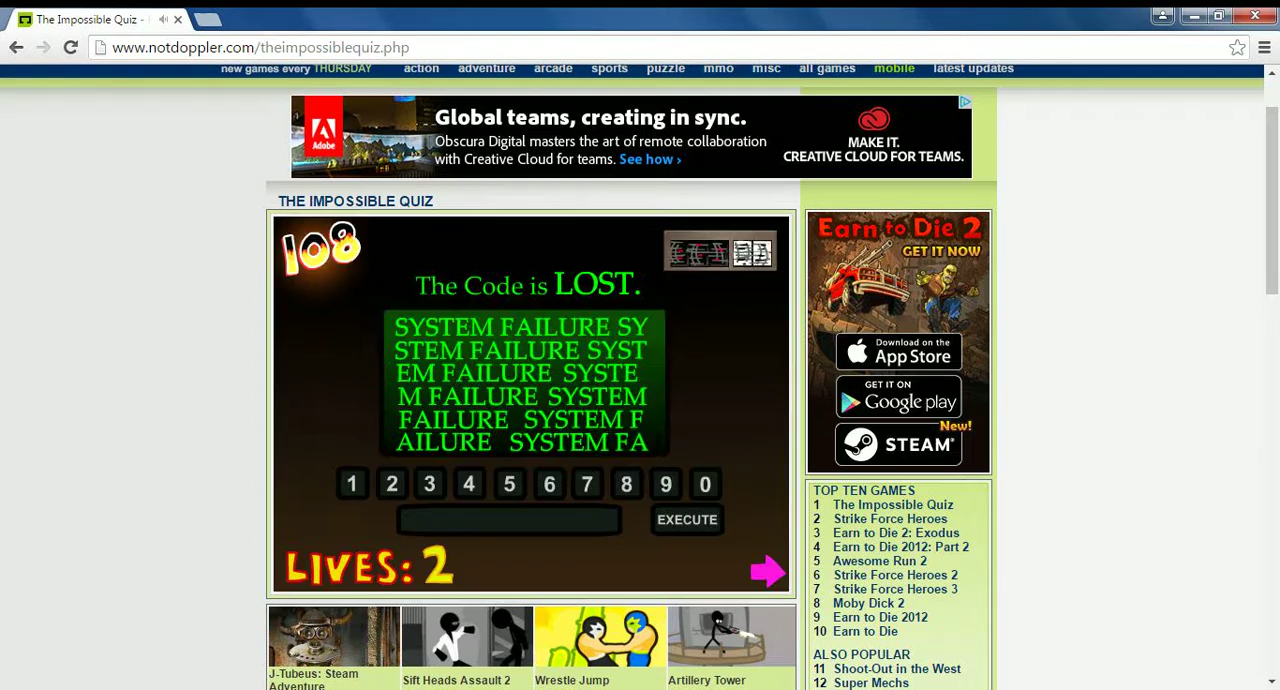 The Impossible Quiz -
www.notdoppler.com/theimpossiblequiz.php
new games every THURSDAY action adventure arcade sports puzzle mmo misc all games mobile latest updates
Adobe
Global teams, creating in sync.
Obscura Digital masters the art of remote collaboration
with Creative Cloud for teams. See how ›
MAKE IT.
CREATIVE CLOUD FOR TEAMS.
THE IMPOSSIBLE QUIZ
108
The Code is LOST.
SYSTEM FAILURE SY
STEM FAILURE SYST
EM FAILURE SYSTE
M FAILURE SYSTEM
FAILURE SYSTEM F
AILURE SYSTEM FA
1 2 3 4 5 6 7 8 9 0
EXECUTE
LIVES: 2
Earn to Die 2
GET IT NOW
Download on the
App Store
GET IT ON
Google play
New!
STEAM
TOP TEN GAMES
1 The Impossible Quiz
2 Strike Force Heroes
3 Earn to Die 2: Exodus
4 Earn to Die 2012: Part 2
5 Awesome Run 2
6 Strike Force Heroes 2
7 Strike Force Heroes 3
8 Moby Dick 2
9 Earn to Die 2012
10 Earn to Die
ALSO POPULAR
11 Shoot-Out in the West
12 Super Mechs
J-Tubeus: Steam
Adventure
Sift Heads Assault 2
Wrestle Jump
Artillery Tower